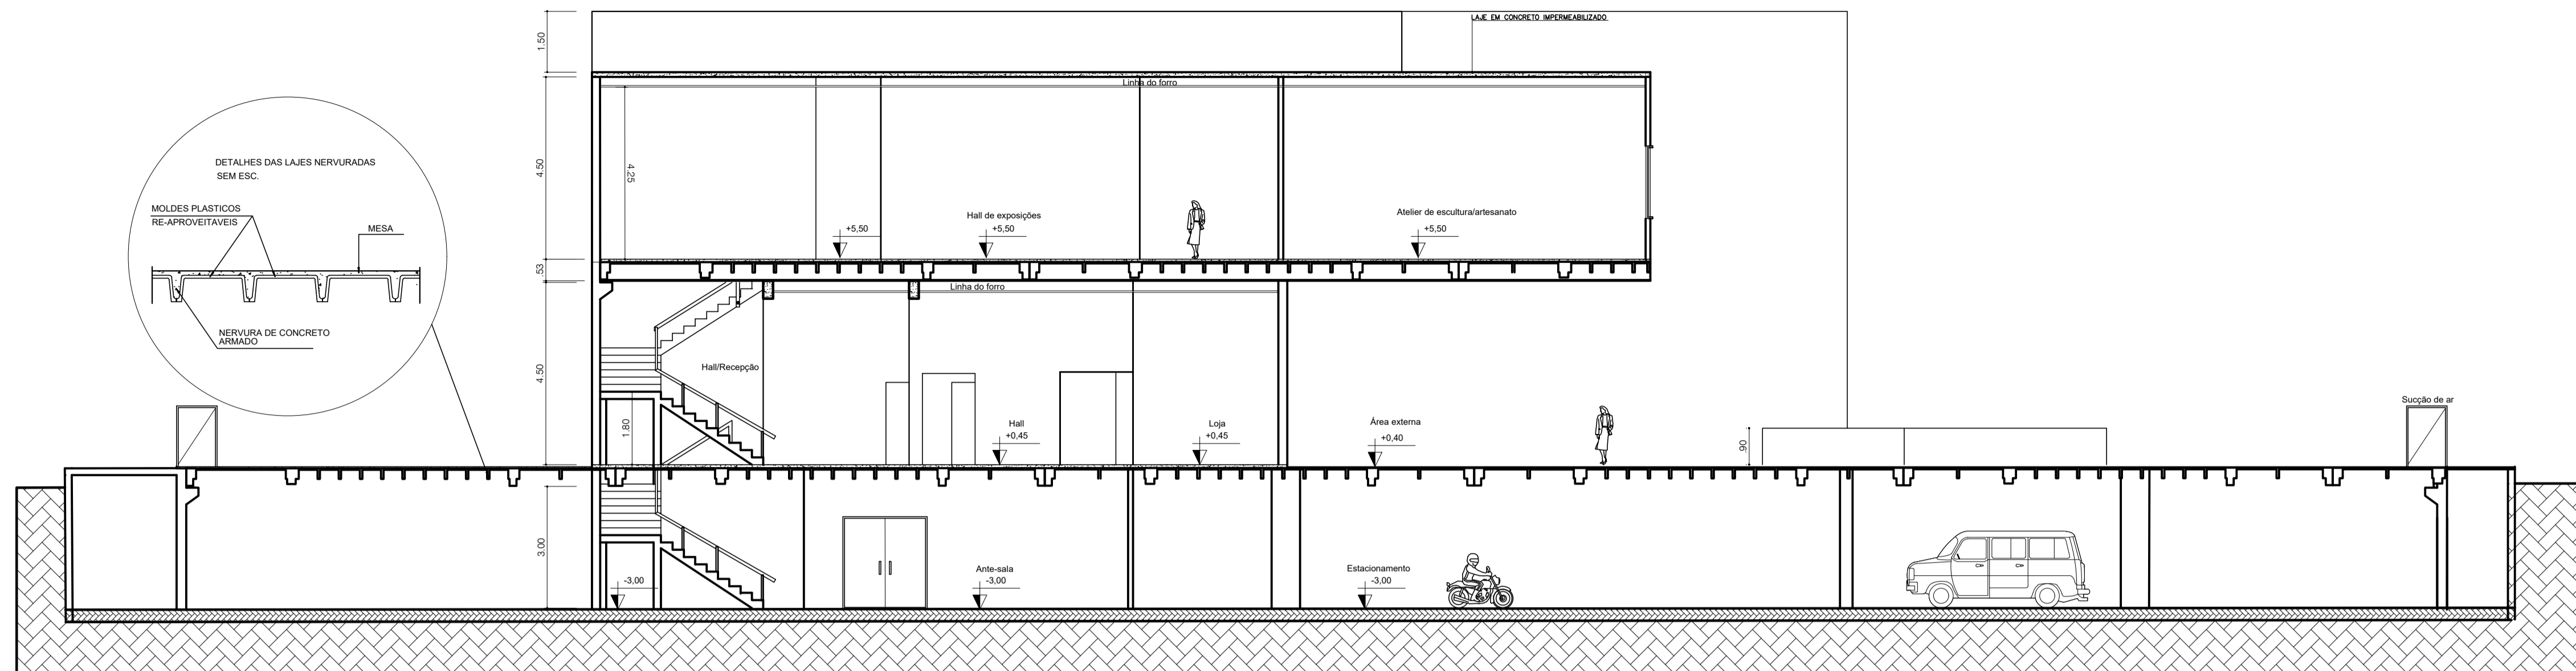 LAJE EM CONCRETO IMPERMEABILIZADO
1.50
Linha do forro
DETALHES DAS LAJES NERVURADAS
SEM ESC.
MOLDES PLASTICOS
RE-APROVEITAVEIS
MESA
NERVURA DE CONCRETO
ARMADO
4.50
4.25
Hall de exposições
Atelier de escultura/artesanato
+5,50
+5,50
+5,50
.53
Linha do forro
4.50
Hall/Recepção
1.80
Hall
+0,45
Loja
+0,45
Área externa
+0,40
.90
Sucção de ar
3.00
-3,00
Ante-sala
-3,00
Estacionamento
-3,00